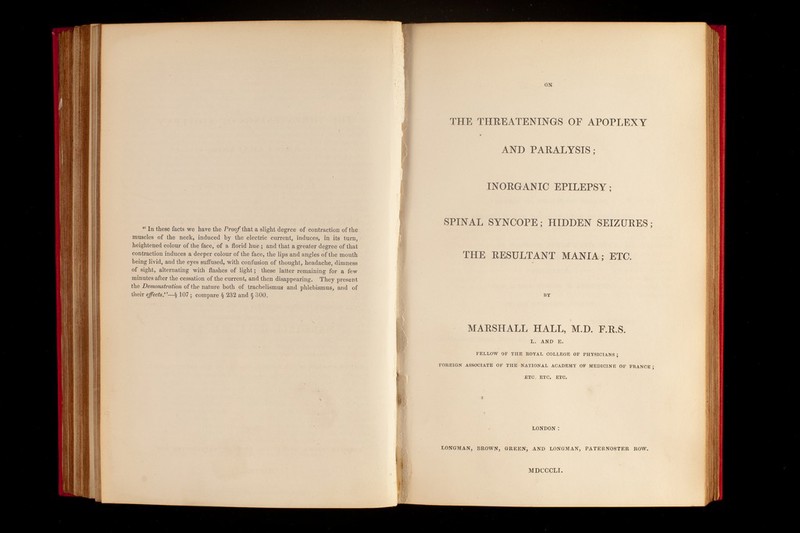 “ In these facts we have the Proof that a slight degree of contraction of the
muscles of the neck, induced by the electric current, induces, in its turn,
heightened colour of the face, of a florid hue ; and that a greater degree of that
contraction induces a deeper colour of the face, the lips and angles of the mouth
being livid, and the eyes suffused, with confusion of thought, headache, dimness
of sight, alternating with flashes of light; these latter remaining for a few
minutes after the cessation of the current, and then disappearing. They present
the Demonstration of the nature both of trachelismus and phlebismus, and of
their effects.”—§ 107; compare § 232 and § 300.
ON
THE THREATENINGS OF APOPLEXY
AND PARALYSIS;
INORGANIC EPILEPSY;
SPINAL SYNCOPE; HIDDEN SEIZURES;
THE RESULTANT MANIA; ETC.
BY
MARSHALL HALL, M.D. F.R.S.
L. AND E.
FELLOW OF THE ROYAL COLLEGE OF PHYSICIANS;
FOREIGN ASSOCIATE OF THE NATIONAL ACADEMY OF MEDICINE OF FRANCE;
ETC. ETC. ETC.
LONDON:
LONGMAN, BROWN, GREEN, AND LONGMAN, PATERNOSTER ROW.
MDCCCLI.